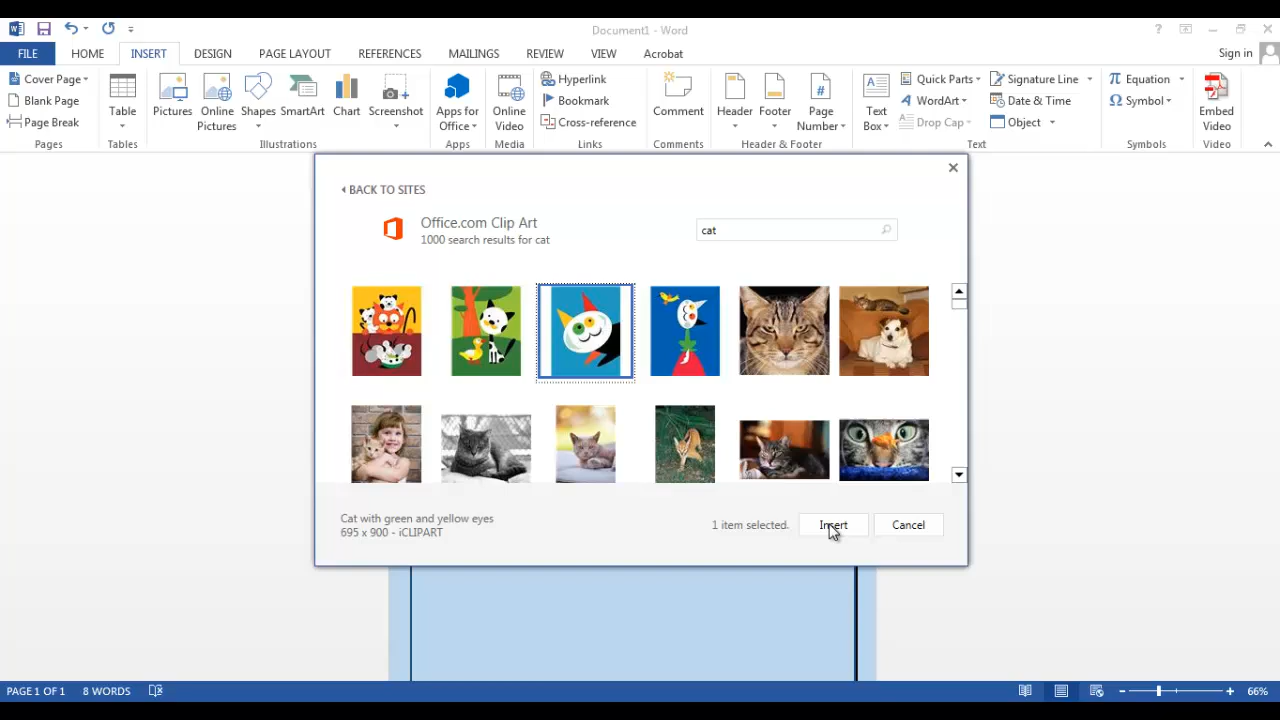 Document1 - Word
?
FILE
HOME
INSERT
DESIGN
PAGE LAYOUT
REFERENCES
MAILINGS
REVIEW
VIEW
Acrobat
Sign in
Cover Page
Blank Page
Page Break
Pages
Table
Tables
Pictures
Online
Pictures
Shapes
SmartArt
Chart
Screenshot
Illustrations
Apps for
Office
Apps
Online
Video
Media
Hyperlink
Bookmark
Cross-reference
Links
Comment
Comments
Header
Footer
Page
Number
Header & Footer
Text
Box
Quick Parts
WordArt
Drop Cap
Signature Line
Date & Time
Object
Text
Equation
Symbol
Symbols
Embed
Video
Video
BACK TO SITES
Office.com Clip Art
1000 search results for cat
cat
Cat with green and yellow eyes
695 x 900 - iCLIPART
1 item selected.
Insert
Cancel
PAGE 1 OF 1
8 WORDS
66%